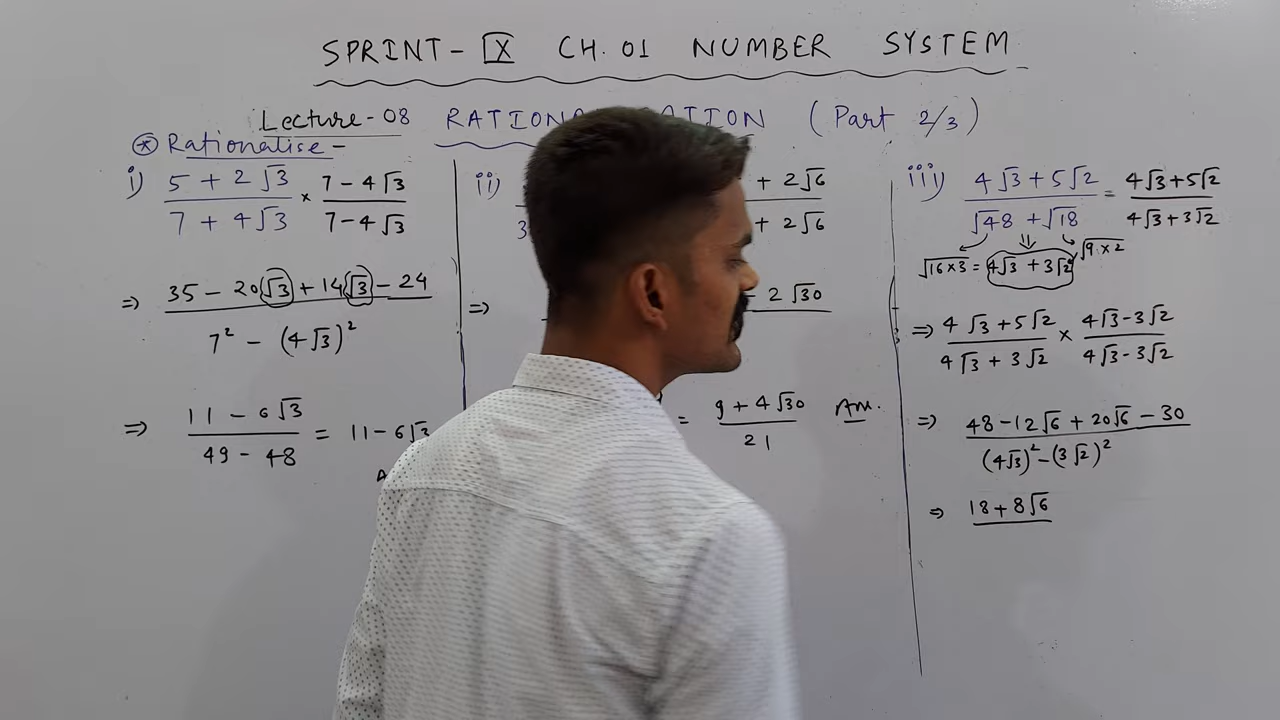 SPRINT- IX CH. 01 NUMBER SYSTEM
Lecture-08 (Part 2/3)
⊛ Rationalise -
i) (5 + 2√3)/(7 + 4√3) × (7 - 4√3)/(7 - 4√3)
⇒ (35 - 20√3 + 14√3 - 24)/(7² - (4√3)²)
⇒ (11 - 6√3)/(49 - 48) = 11 - 6√3
ii) + 2√6
3 + 2√6
⇒ - 2√30
= (9 + 4√30)/21 Ans.
iii) (4√3 + 5√2)/(√48 + √18) = (4√3 + 5√2)/(4√3 + 3√2)
√16×3 = 4√3 + 3√2 √9×2
⇒ (4√3 + 5√2)/(4√3 + 3√2) × (4√3 - 3√2)/(4√3 - 3√2)
⇒ (48 - 12√6 + 20√6 - 30)/((4√3)² - (3√2)²)
⇒ 18 + 8√6